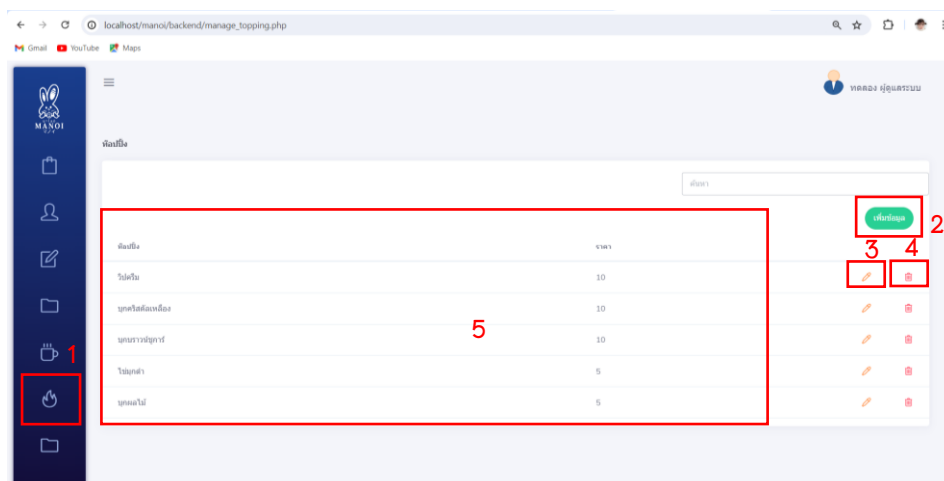 localhost/manoi/backend/manage_topping.php
Gmail YouTube Maps
MANOI
ทดลอง ผู้ดูแลระบบ
ท้อปปิ้ง
ค้นหา
เพิ่มข้อมูล
2
3 4
ท้อปปิ้ง ราคา
วิปครีม 10
บุกคริสตัลเหลือง 10
5
บุกบราวน์ชูการ์ 10
1
ไข่มุกดำ 5
บุกผลไม้ 5